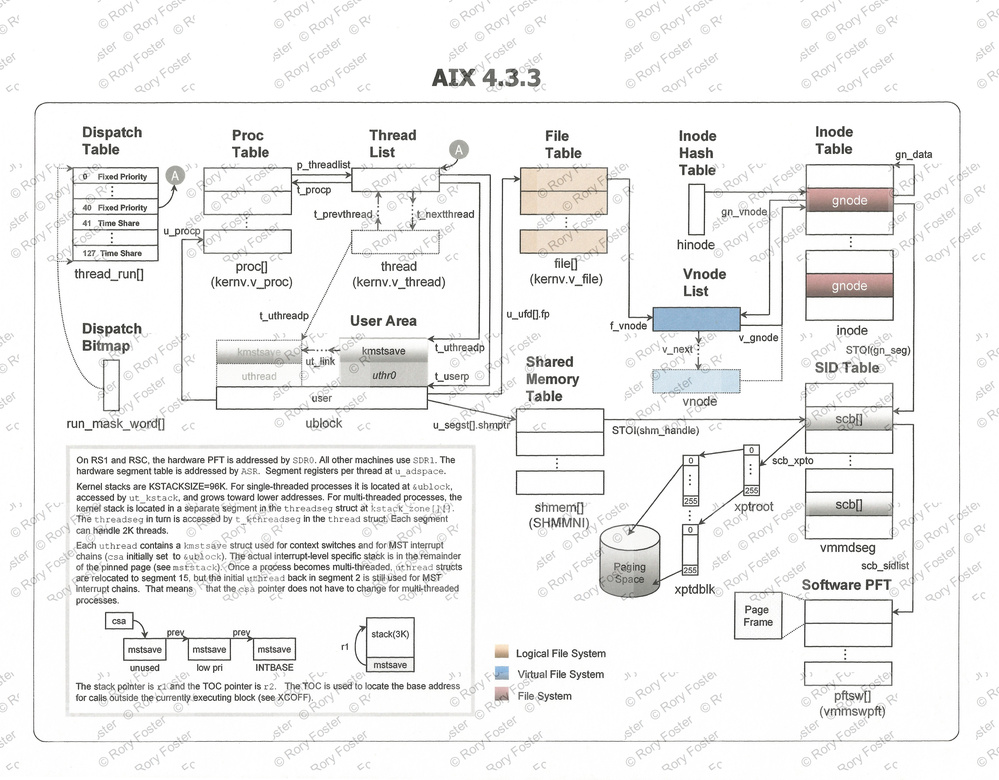 AIX 4.3.3
Dispatch
Table
0 Fixed Priority
40 Fixed Priority
41 Time Share
127 Time Share
thread_run[]
A
Proc
Table
p_threadlist
t_procp
u_procp
proc[]
(kernv.v_proc)
Thread
List
A
t_prevthread
t_nextthread
thread
(kernv.v_thread)
File
Table
file[]
(kernv.v_file)
Inode
Hash
Table
hinode
gn_vnode
Inode
Table
gn_data
gnode
gnode
inode
Vnode
List
f_vnode
v_gnode
v_next
vnode
STOI(gn_seg)
Dispatch
Bitmap
run_mask_word[]
t_uthreadp
User Area
kmstsave
uthread
ut_link
kmstsave
uthr0
user
ublock
t_uthreadp
t_userp
u_ufd[].fp
u_segst[].shmptr
Shared
Memory
Table
STOI(shm_handle)
shmem[]
(SHMMNI)
SID Table
scb[]
scb[]
vmmdseg
scb_xpto
scb_sidlist
0
255
xptroot
0
255
0
255
xptdblk
Paging
Space
Software PFT
Page
Frame
pftsw[]
(vmmswpft)
On RS1 and RSC, the hardware PFT is addressed by SDR0. All other machines use SDR1. The
hardware segment table is addressed by ASR. Segment registers per thread at u_adspace.
Kernel stacks are KSTACKSIZE=96K. For single-threaded processes it is located at &ublock,
accessed by ut_kstack, and grows toward lower addresses. For multi-threaded processes, the
kernel stack is located in a separate segment in the threadseg struct at kstack_zone[][].
The threadseg in turn is accessed by t_kthreadseg in the thread struct. Each segment
can handle 2K threads.
Each uthread contains a kmstsave struct used for context switches and for MST interrupt
chains (csa initially set to &ublock). The actual interrupt-level specific stack is in the remainder
of the pinned page (see mststack). Once a process becomes multi-threaded, uthread structs
are relocated to segment 15, but the initial uthread back in segment 2 is still used for MST
interrupt chains. That means that the csa pointer does not have to change for multi-threaded
processes.
csa
prev
prev
mstsave
mstsave
mstsave
unused
low pri
INTBASE
r1
stack(3K)
mstsave
The stack pointer is r1 and the TOC pointer is r2. The TOC is used to locate the base address
for calls outside the currently executing block (see XCOFF).
Logical File System
Virtual File System
File System
© Rory Foster